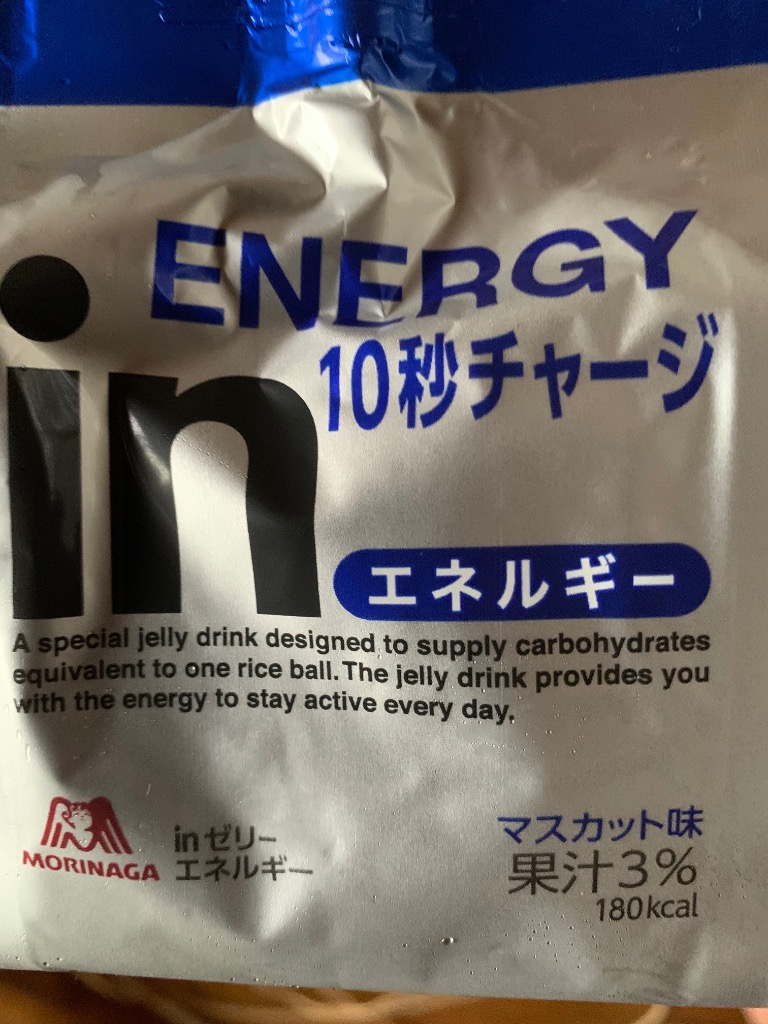 ENERGY
in
10秒チャージ
エネルギー
A special jelly drink designed to supply carbohydrates
equivalent to one rice ball. The jelly drink provides you
with the energy to stay active every day.
MORINAGA
inゼリー
エネルギー
マスカット味
果汁3%
180kcal